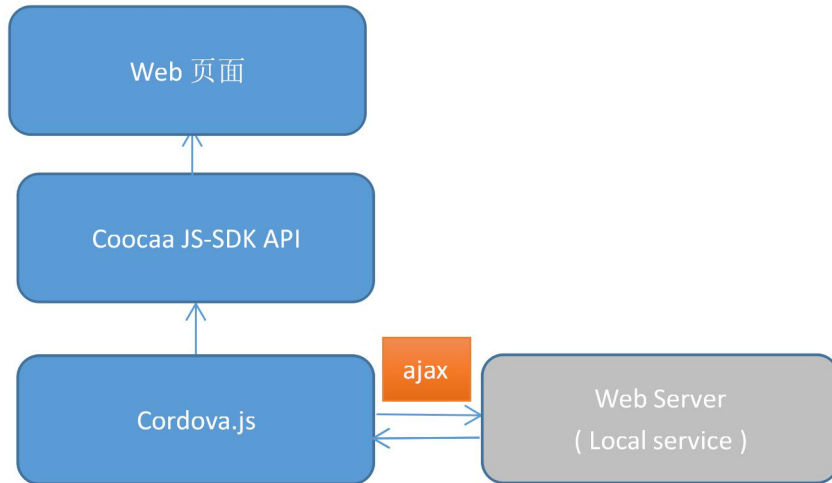 Web 页面
Coocaa JS-SDK API
ajax
Cordova.js
Web Server
( Local service )